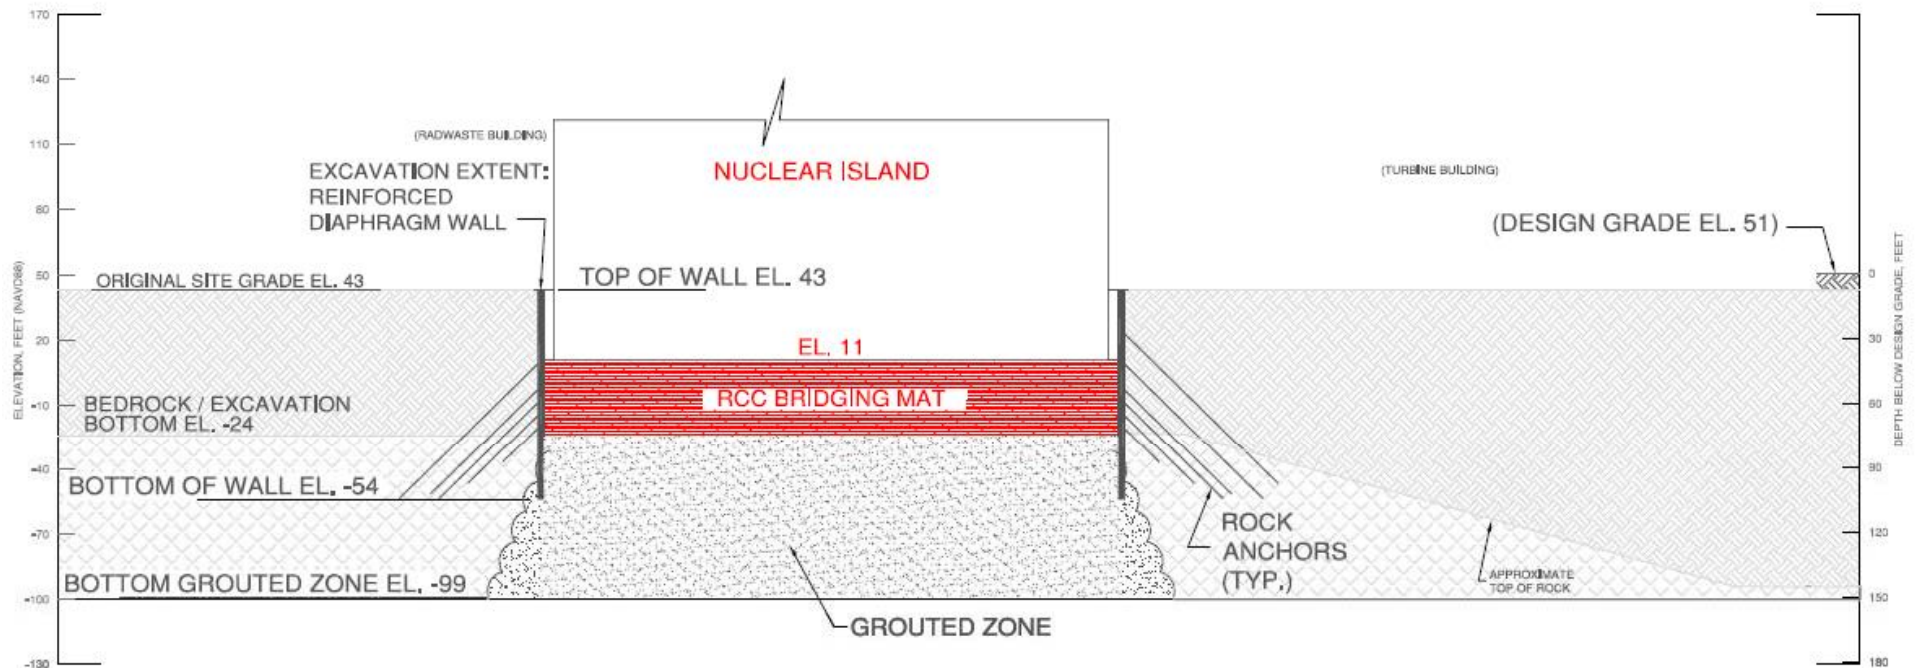 170
140
110
80
50
20
-10
-40
-70
-100
-130
ELEVATION, FEET (NAVD88)
(RADWASTE BUILDING)
EXCAVATION EXTENT:
REINFORCED
DIAPHRAGM WALL
NUCLEAR ISLAND
(TURBINE BUILDING)
(DESIGN GRADE EL. 51)
ORIGINAL SITE GRADE EL. 43
TOP OF WALL EL. 43
EL. 11
RCC BRIDGING MAT
BEDROCK / EXCAVATION
BOTTOM EL. -24
BOTTOM OF WALL EL. -54
ROCK
ANCHORS
(TYP.)
APPROXIMATE
TOP OF ROCK
BOTTOM GROUTED ZONE EL. -99
GROUTED ZONE
0
30
60
90
120
150
180
DEPTH BELOW DESIGN GRADE, FEET